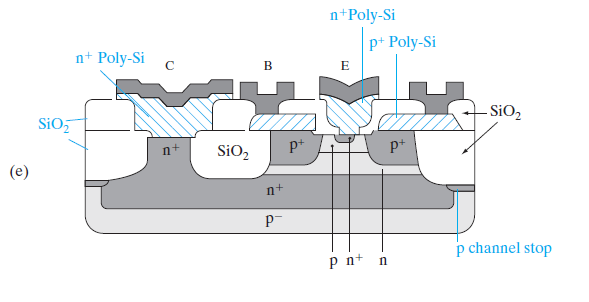 n+Poly-Si
p+ Poly-Si
n+ Poly-Si
C
B
E
SiO2
SiO2
n+
SiO2
p+
p+
(e)
n+
p-
p n+ n
p channel stop